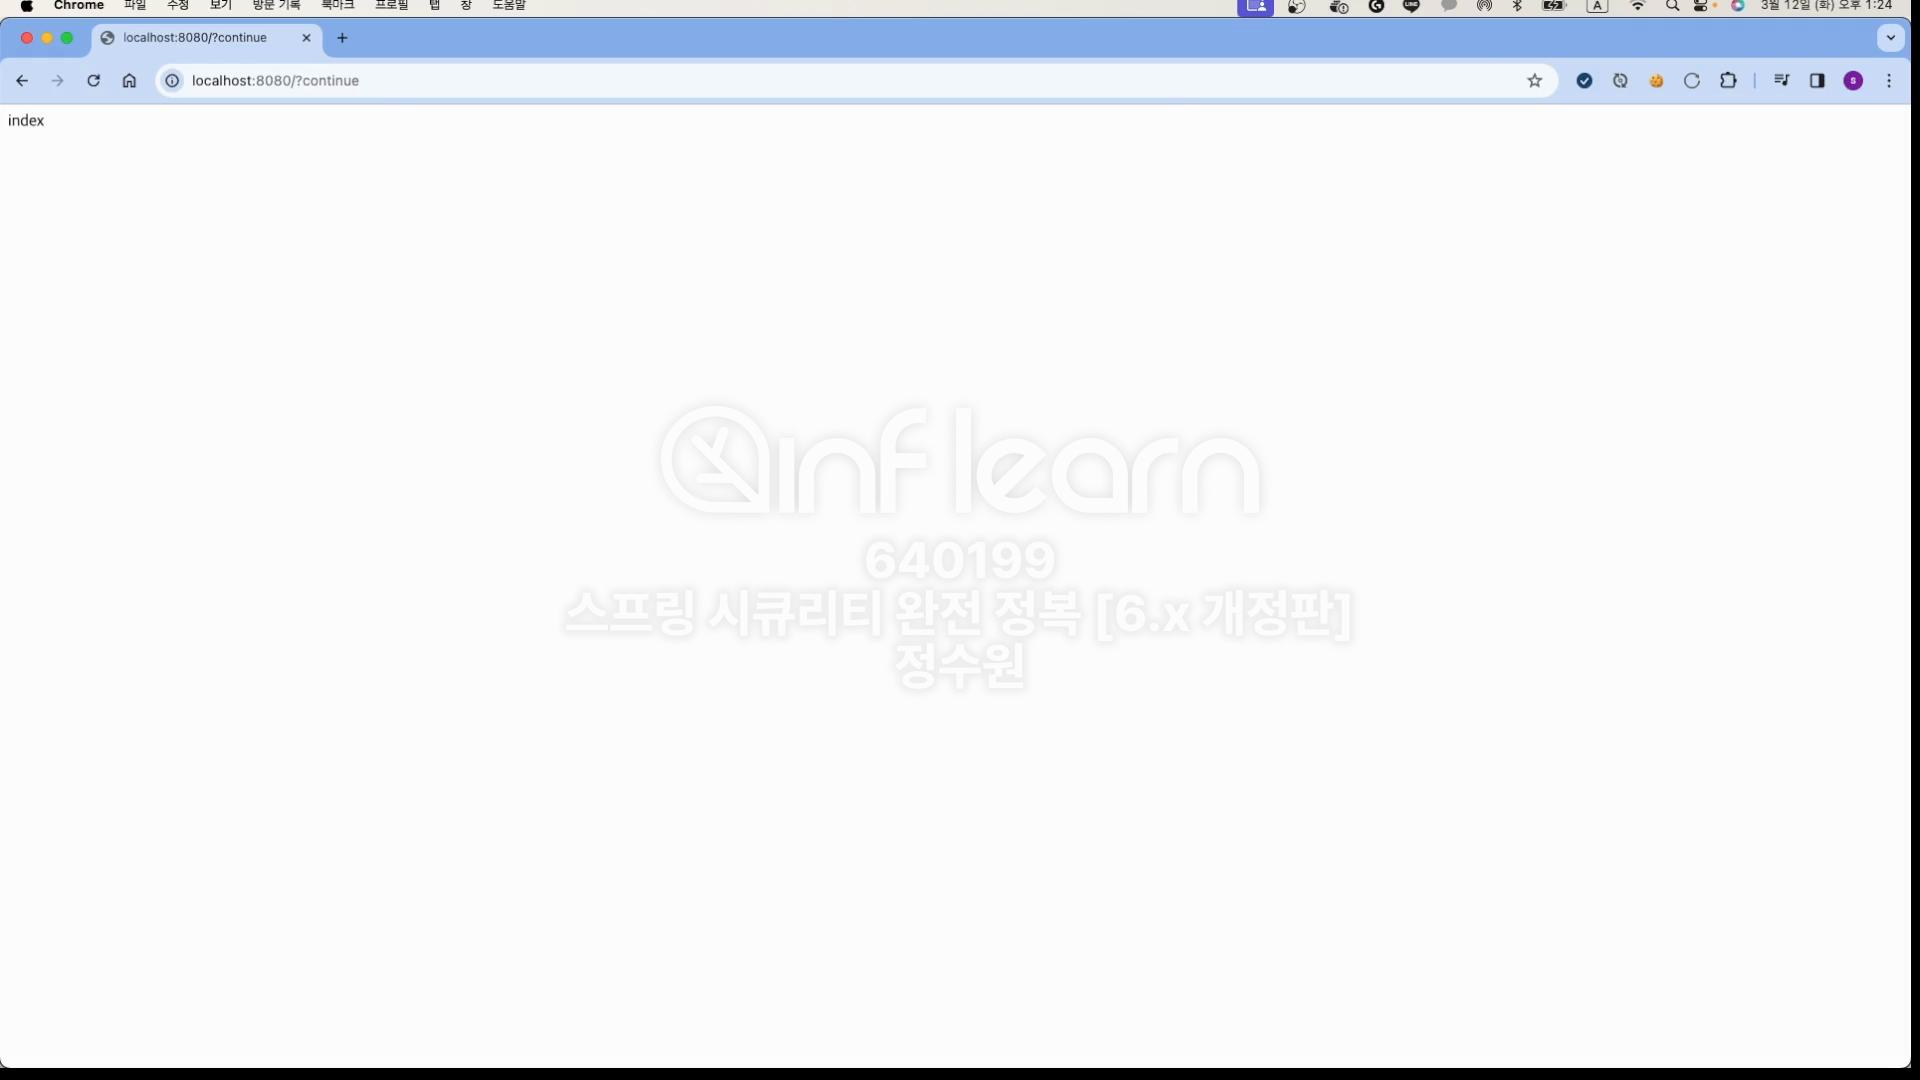 Chrome 파일 수정 보기 방문 기록 북마크 프로필 탭 창 도움말 A 3월 12일 (화) 오후 1:24
localhost:8080/?continue
localhost:8080/?continue
index
inflearn
640199
스프링 시큐리티 완전 정복 [6.x 개정판]
정수원